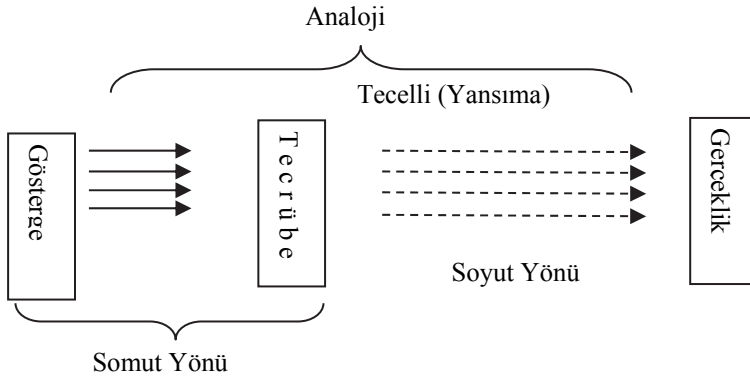 Analoji
Tecelli (Yansıma)
Gösterge
Tecrübe
Gerçeklik
Soyut Yönü
Somut Yönü